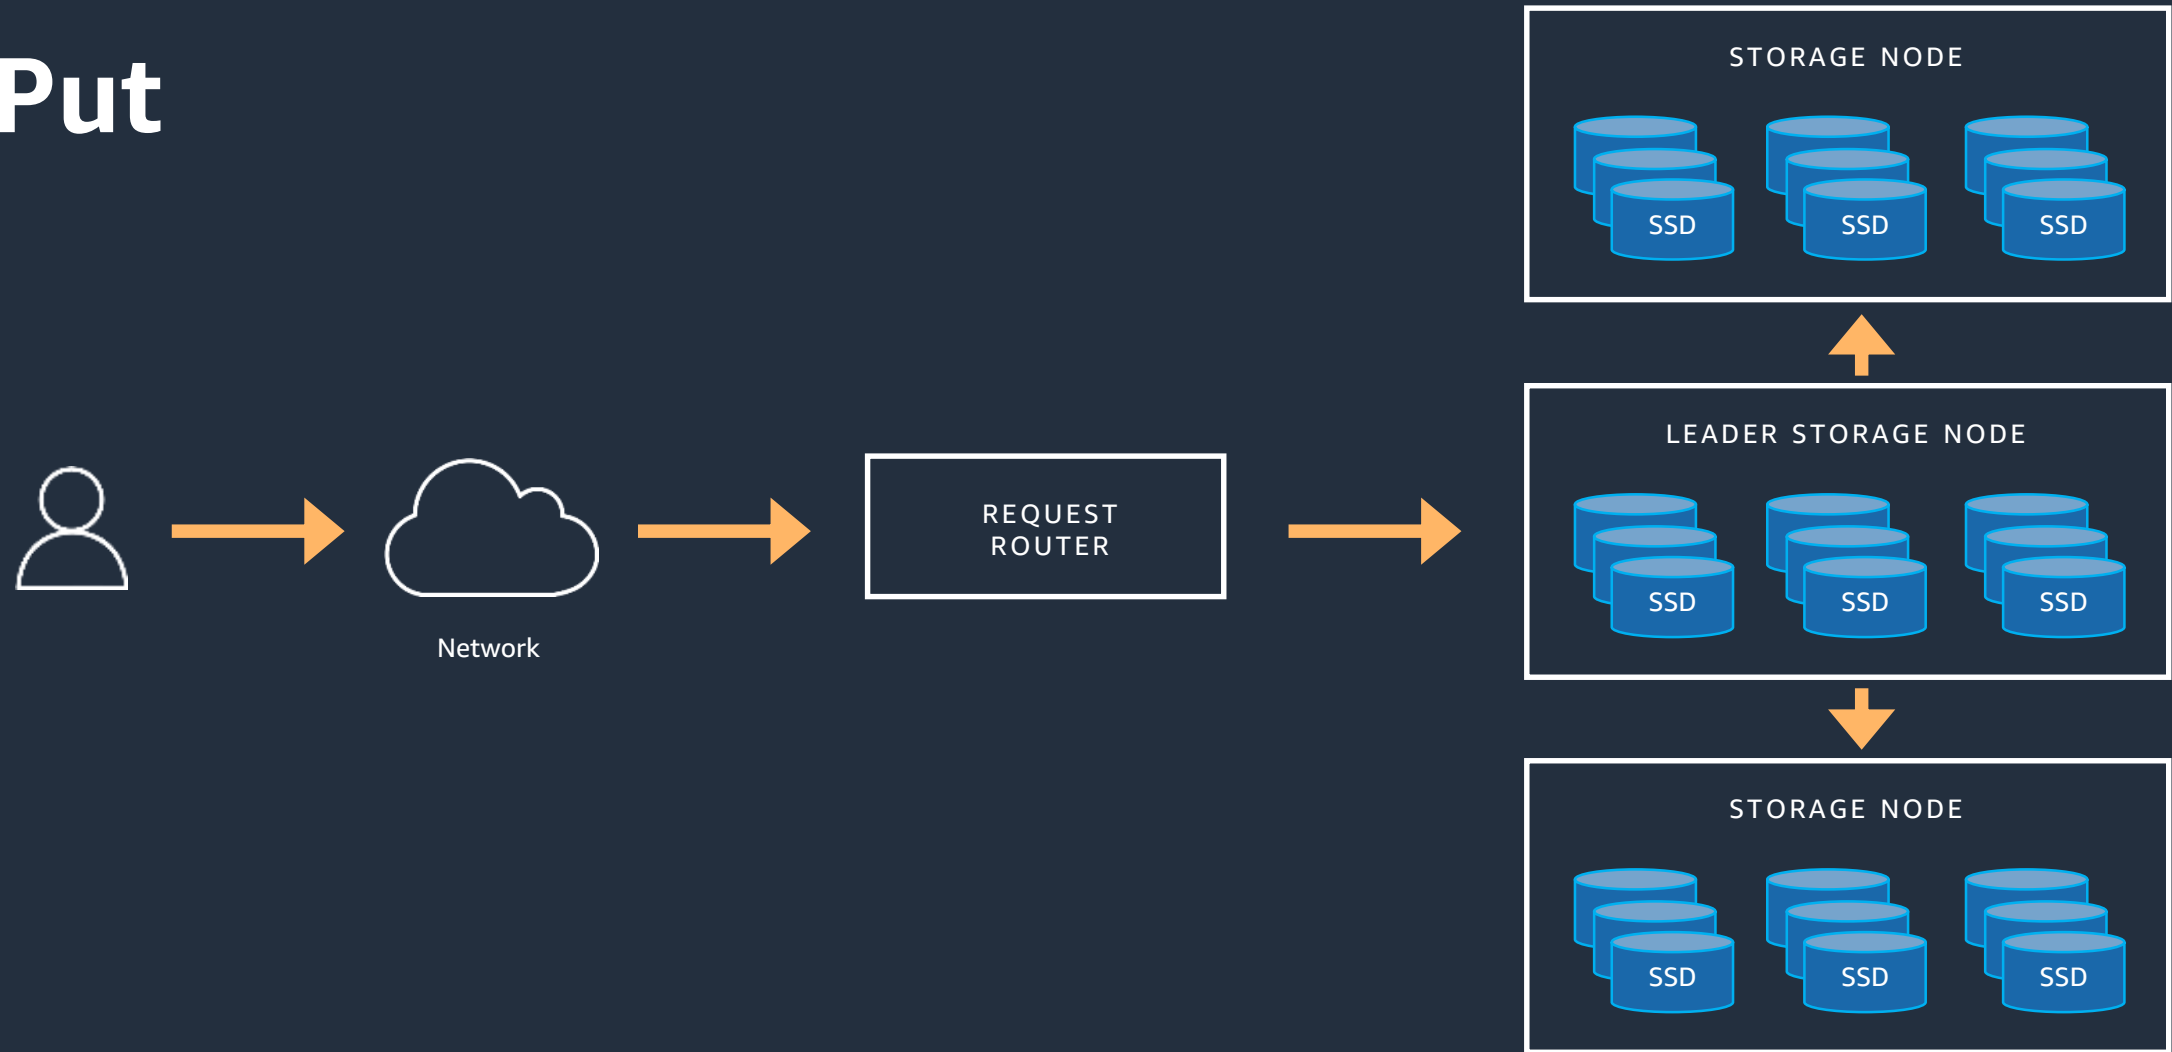 Put
STORAGE NODE
SSD SSD SSD
LEADER STORAGE NODE
REQUEST
ROUTER
SSD SSD SSD
Network
STORAGE NODE
SSD SSD SSD